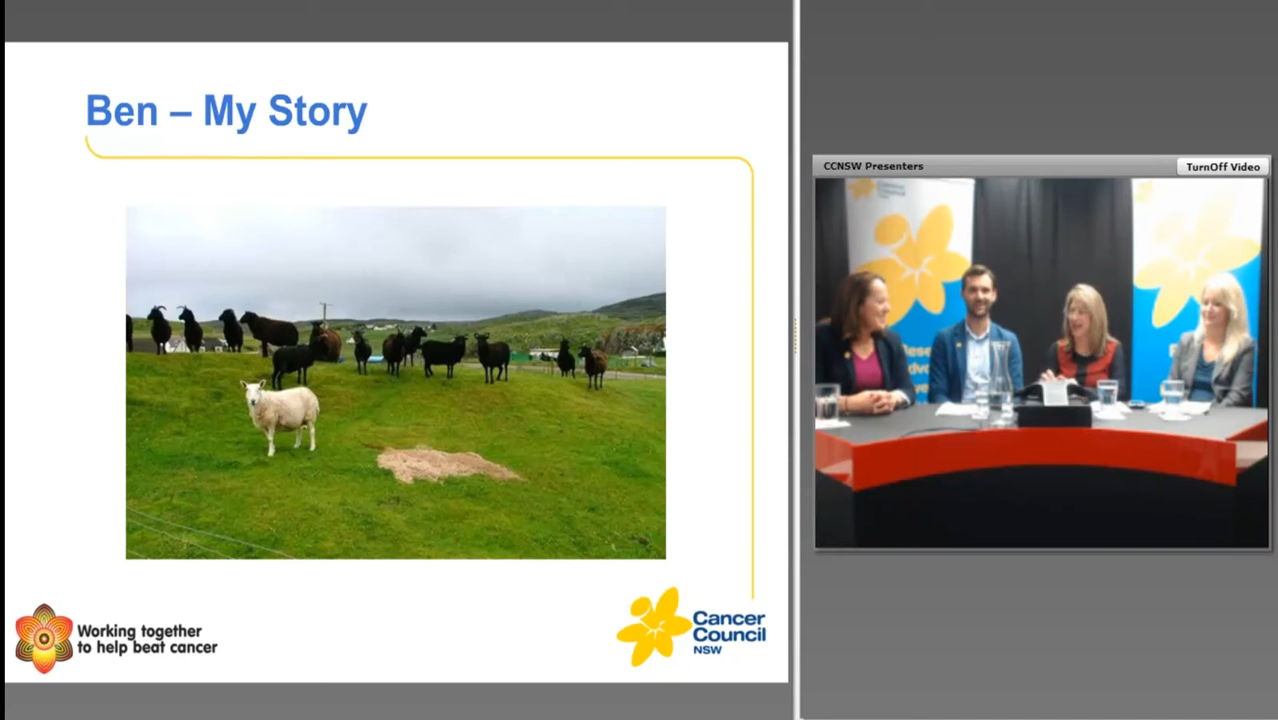 Ben – My Story
Working together
to help beat cancer
Cancer
Council
NSW
CCNSW Presenters
TurnOff Video